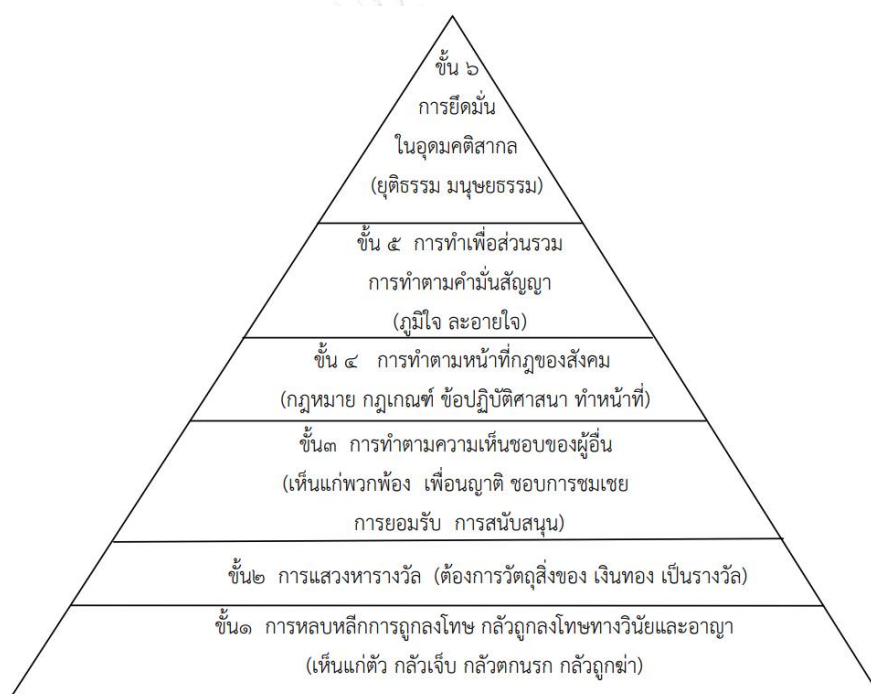 ขั้น ๖
การยึดมั่น
ในอุดมคติสากล
(ยุติธรรม มนุษยธรรม)
ขั้น ๕ การทำเพื่อส่วนรวม
การทำตามคำมั่นสัญญา
(ภูมิใจ ละอายใจ)
ขั้น ๔ การทำตามหน้าที่กฎของสังคม
(กฎหมาย กฎเกณฑ์ ข้อปฏิบัติศาสนา ทำหน้าที่)
ขั้น๓ การทำตามความเห็นชอบของผู้อื่น
(เห็นแก่พวกพ้อง เพื่อนญาติ ชอบการชมเชย
การยอมรับ การสนับสนุน)
ขั้น๒ การแสวงหารางวัล (ต้องการวัตถุสิ่งของ เงินทอง เป็นรางวัล)
ขั้น๑ การหลบหลีกการถูกลงโทษ กลัวถูกลงโทษทางวินัยและอาญา
(เห็นแก่ตัว กลัวเจ็บ กลัวตกนรก กลัวถูกฆ่า)